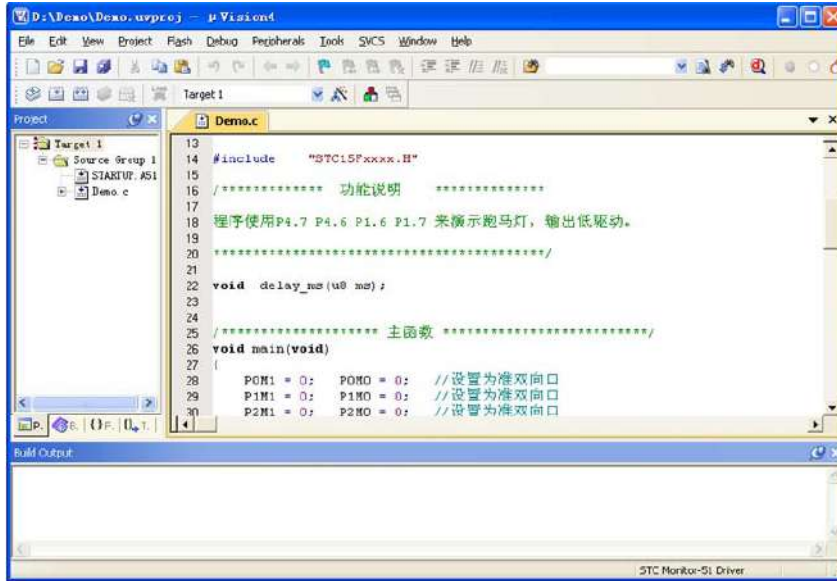 D:\Demo\Demo.uvproj - µVision4
File Edit View Project Flash Debug Peripherals Tools SVCS Window Help
Target 1
Project
Demo.c
Target 1
Source Group 1
STARTUP.A51
Demo.c
13
14 #include "STC15Fxxxx.H"
15
16 /************* 功能说明 **************
17
18 程序使用P4.7 P4.6 P1.6 P1.7 来演示跑马灯，输出低驱动。
19
20 ******************************************/
21
22 void delay_ms(u8 ms);
23
24
25 /******************** 主函数 **************************/
26 void main(void)
27 {
28 P0M1 = 0; P0M0 = 0; //设置为准双向口
29 P1M1 = 0; P1M0 = 0; //设置为准双向口
30 P2M1 = 0; P2M0 = 0; //设置为准双向口
P. B. {}F. 0.T.
Build Output
STC Monitor-51 Driver